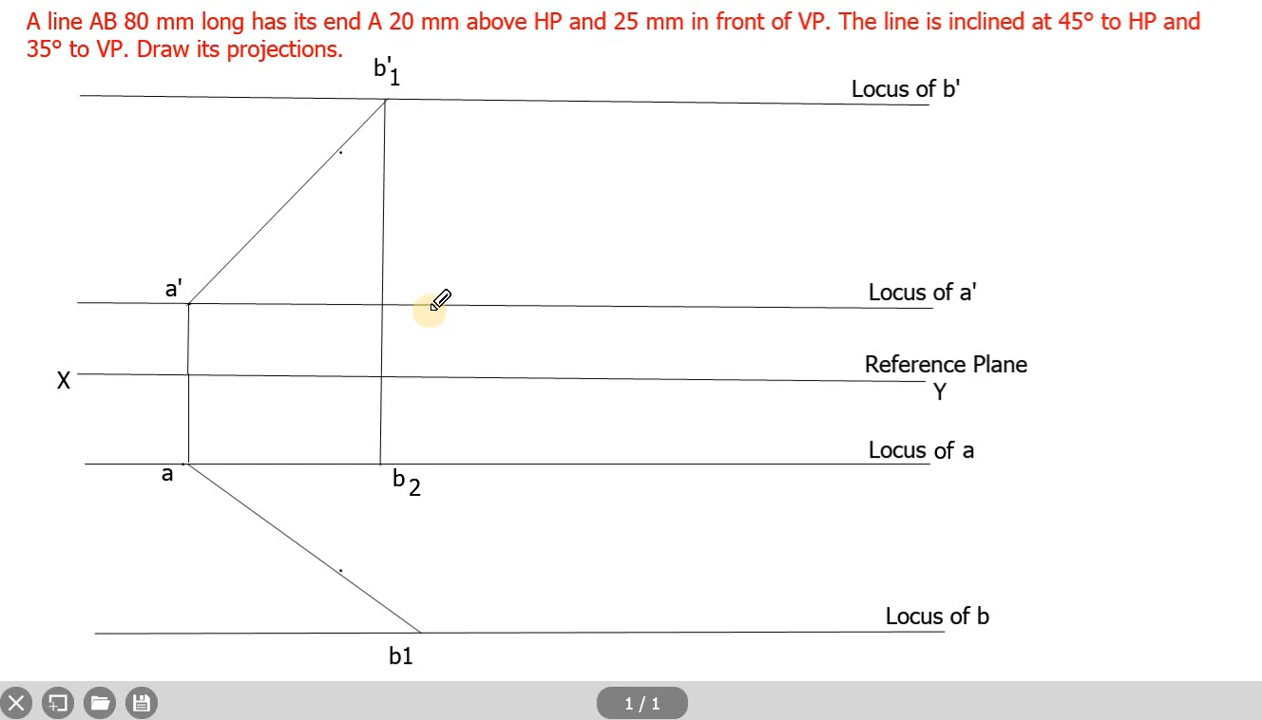 A line AB 80 mm long has its end A 20 mm above HP and 25 mm in front of VP. The line is inclined at 45° to HP and
35° to VP. Draw its projections.
b'1
Locus of b'
a'
Locus of a'
X
Reference Plane
Y
Locus of a
a
b2
Locus of b
b1
1 / 1